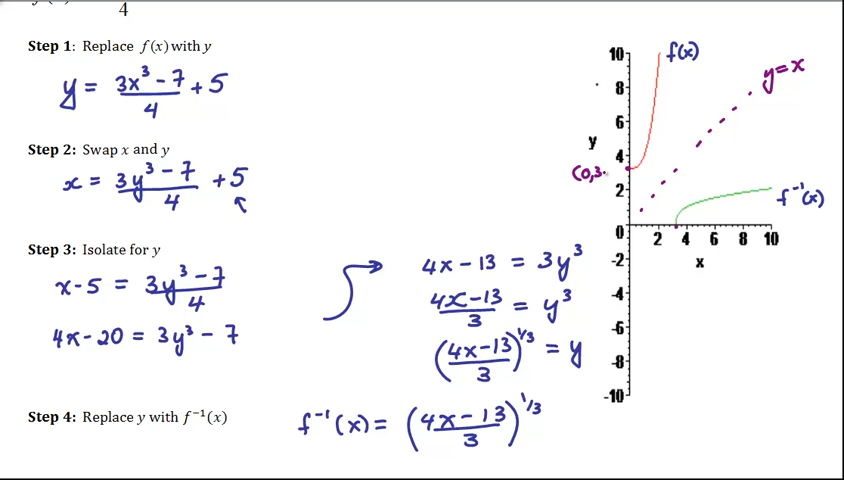 4
Step 1: Replace f(x) with y
y = (3x³ - 7)/4 + 5
Step 2: Swap x and y
x = (3y³ - 7)/4 + 5
Step 3: Isolate for y
x - 5 = (3y³ - 7)/4
4x - 20 = 3y³ - 7
4x - 13 = 3y³
(4x - 13)/3 = y³
((4x - 13)/3)^1/3 = y
Step 4: Replace y with f⁻¹(x)
f⁻¹(x) = ((4x - 13)/3)^1/3
f(x)
y = x
(0,3.
f⁻¹(x)
y
10
8
6
4
2
0
-2
-4
-6
-8
-10
2 4 6 8 10
x